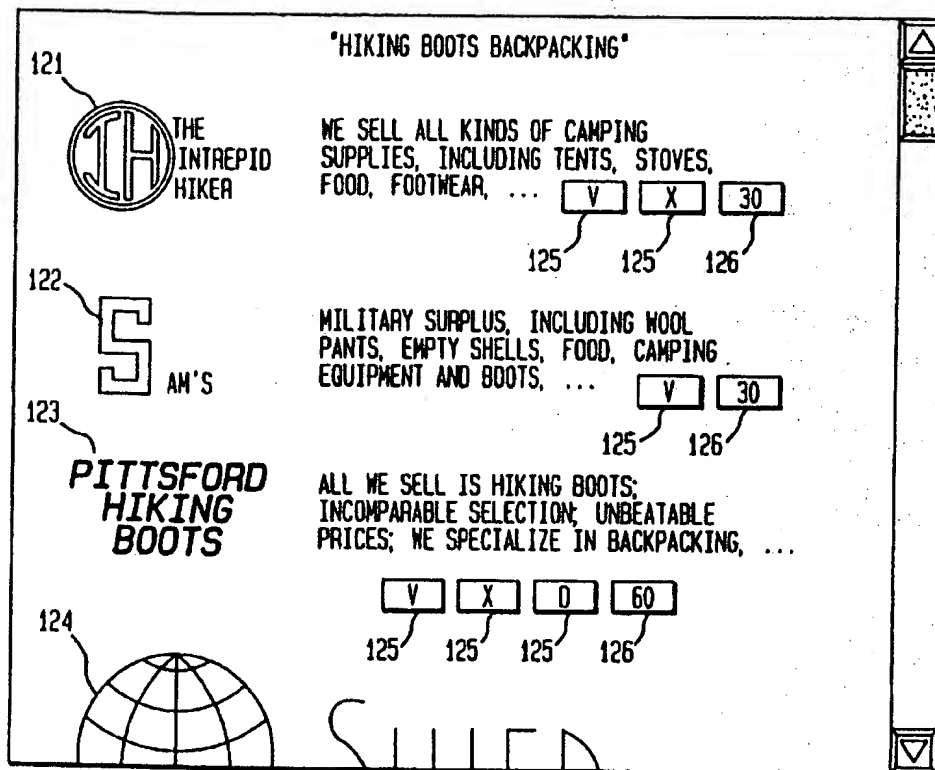 "HIKING BOOTS BACKPACKING"
121
IH
THE
INTREPID
HIKER
WE SELL ALL KINDS OF CAMPING
SUPPLIES, INCLUDING TENTS, STOVES,
FOOD, FOOTWEAR, ...
V X 30
125 125 126
122
SAM'S
MILITARY SURPLUS, INCLUDING WOOL
PANTS, EMPTY SHELLS, FOOD, CAMPING
EQUIPMENT AND BOOTS, ...
V 30
125 126
123
PITTSFORD
HIKING
BOOTS
ALL WE SELL IS HIKING BOOTS;
INCOMPARABLE SELECTION; UNBEATABLE
PRICES; WE SPECIALIZE IN BACKPACKING, ...
V X D 60
125 125 125 126
124